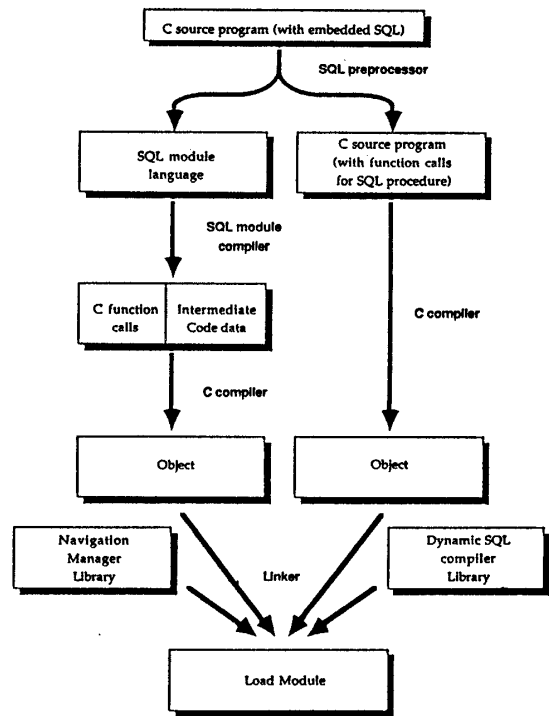 C source program (with embedded SQL)
SQL preprocessor
SQL module
language
C source program
(with function calls
for SQL procedure)
SQL module
compiler
C function
calls
Intermediate
Code data
C compiler
C compiler
Object
Object
Navigation
Manager
Library
Linker
Dynamic SQL
compiler
Library
Load Module